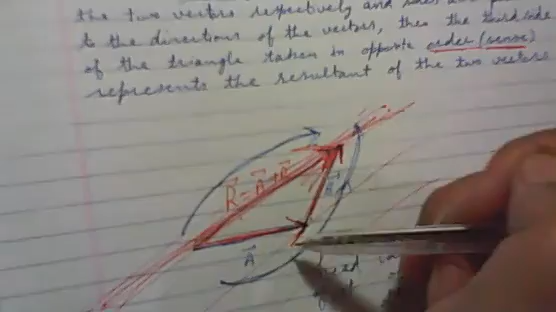 the two vectors respectively and
to the directions of the vectors, then the third side
of the triangle taken in opposite order (sense)
represents the resultant of the two vectors
R = A + B
B
A